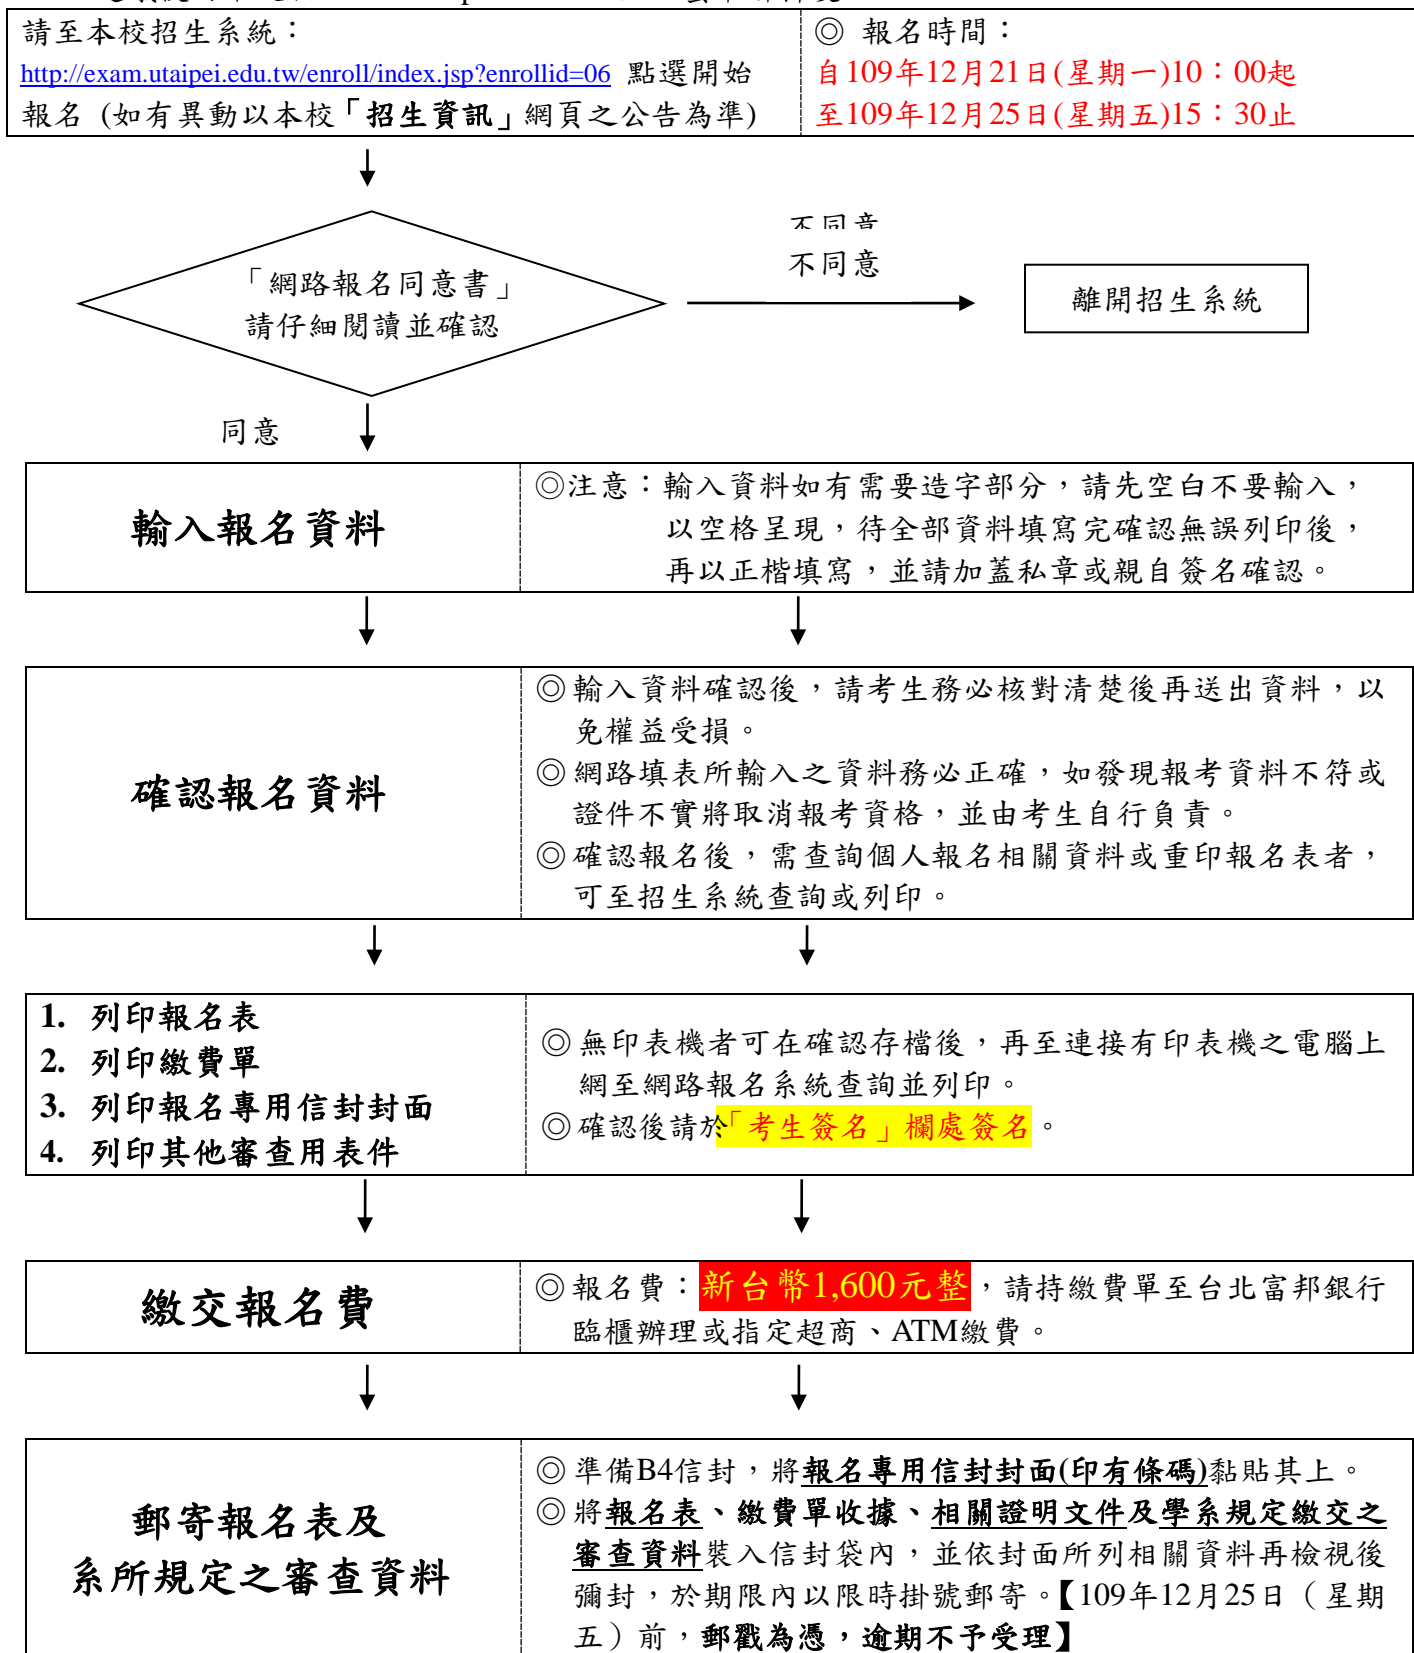 請至本校招生系統：
http://exam.utaipei.edu.tw/enroll/index.jsp?enrollid=06 點選開始
報名 (如有異動以本校「招生資訊」網頁之公告為準)
◎ 報名時間：
自109年12月21日(星期一)10：00起
至109年12月25日(星期五)15：30止
不同意
不同意
「網路報名同意書」
請仔細閱讀並確認
離開招生系統
同意
輸入報名資料
◎注意：輸入資料如有需要造字部分，請先空白不要輸入，
以空格呈現，待全部資料填寫完確認無誤列印後，
再以正楷填寫，並請加蓋私章或親自簽名確認。
確認報名資料
◎輸入資料確認後，請考生務必核對清楚後再送出資料，以
免權益受損。
◎網路填表所輸入之資料務必正確，如發現報考資料不符或
證件不實將取消報考資格，並由考生自行負責。
◎確認報名後，需查詢個人報名相關資料或重印報名表者，
可至招生系統查詢或列印。
1. 列印報名表
2. 列印繳費單
3. 列印報名專用信封封面
4. 列印其他審查用表件
◎無印表機者可在確認存檔後，再至連接有印表機之電腦上
網至網路報名系統查詢並列印。
◎確認後請於「考生簽名」欄處簽名。
繳交報名費
◎報名費：新台幣1,600元整，請持繳費單至台北富邦銀行
臨櫃辦理或指定超商、ATM繳費。
郵寄報名表及
系所規定之審查資料
◎準備B4信封，將報名專用信封封面(印有條碼)黏貼其上。
◎將報名表、繳費單收據、相關證明文件及學系規定繳交之
審查資料裝入信封袋內，並依封面所列相關資料再檢視後
彌封，於期限內以限時掛號郵寄。【109年12月25日（星期
五）前，郵戳為憑，逾期不予受理】